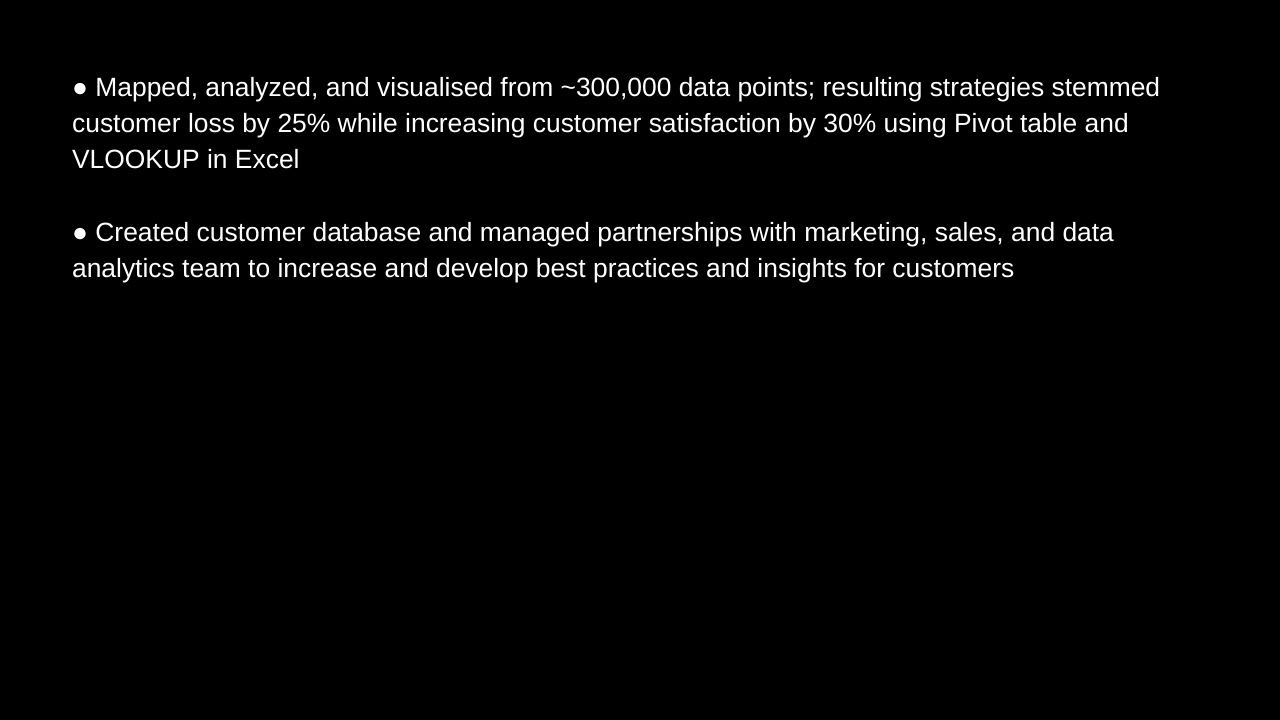 ● Mapped, analyzed, and visualised from ~300,000 data points; resulting strategies stemmed
customer loss by 25% while increasing customer satisfaction by 30% using Pivot table and
VLOOKUP in Excel
● Created customer database and managed partnerships with marketing, sales, and data
analytics team to increase and develop best practices and insights for customers